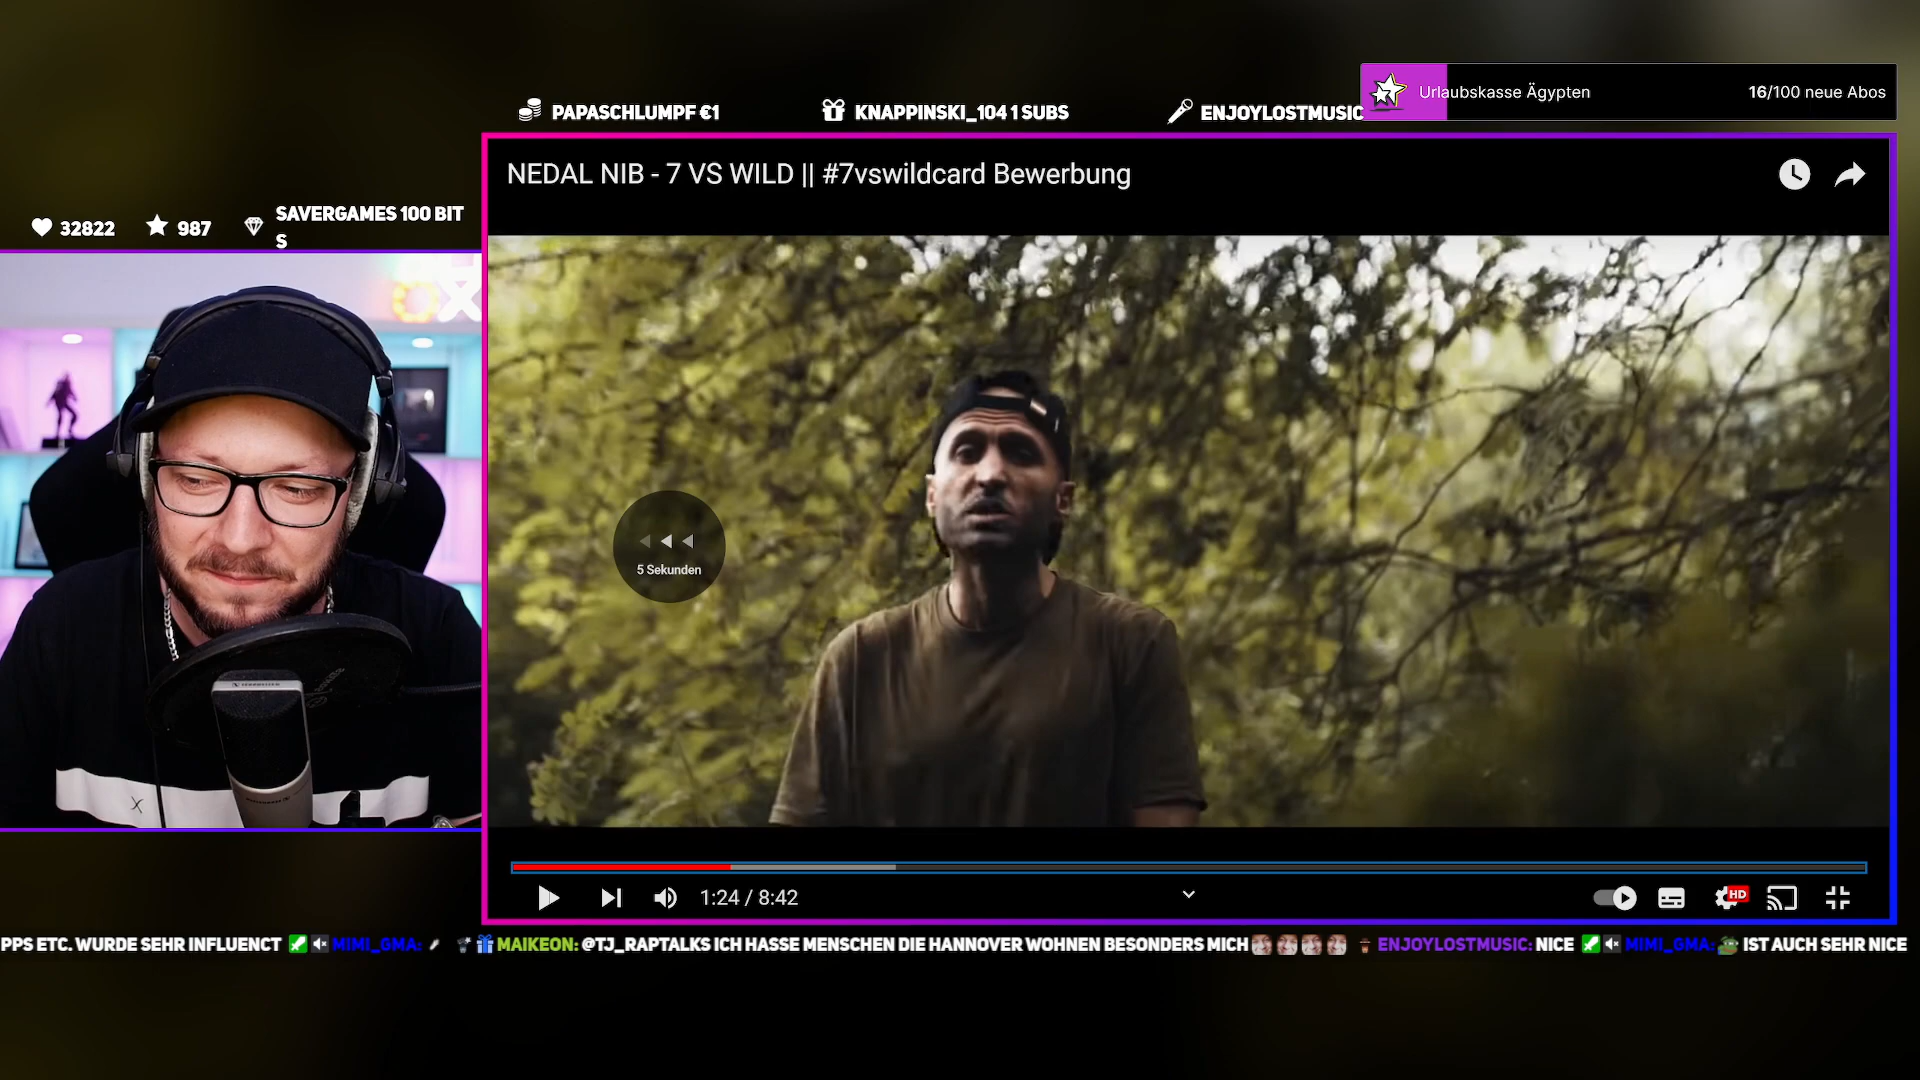 Urlaubskasse Ägypten
16/100 neue Abos
PAPASCHLUMPF €1
KNAPPINSKI_104 1 SUBS
ENJOYLOSTMUSIC
NEDAL NIB - 7 VS WILD || #7vswildcard Bewerbung
32822
987
SAVERGAMES 100 BIT
S
5 Sekunden
1:24 / 8:42
HD
PPS ETC. WURDE SEHR INFLUENCT MIMI_GMA: MAIKEON: @TJ_RAPTALKS ICH HASSE MENSCHEN DIE HANNOVER WOHNEN BESONDERS MICH ENJOYLOSTMUSIC: NICE MIMI_GMA: IST AUCH SEHR NICE